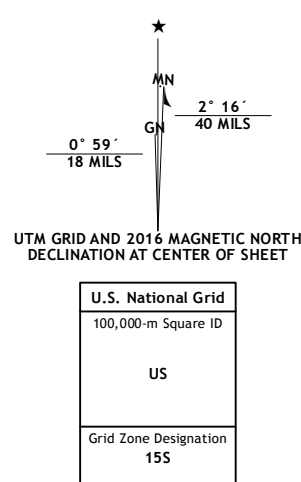 ★
MN
GN
2° 16´
40 MILS
0° 59´
18 MILS
UTM GRID AND 2016 MAGNETIC NORTH
DECLINATION AT CENTER OF SHEET
U.S. National Grid
100,000-m Square ID
US
Grid Zone Designation
15S